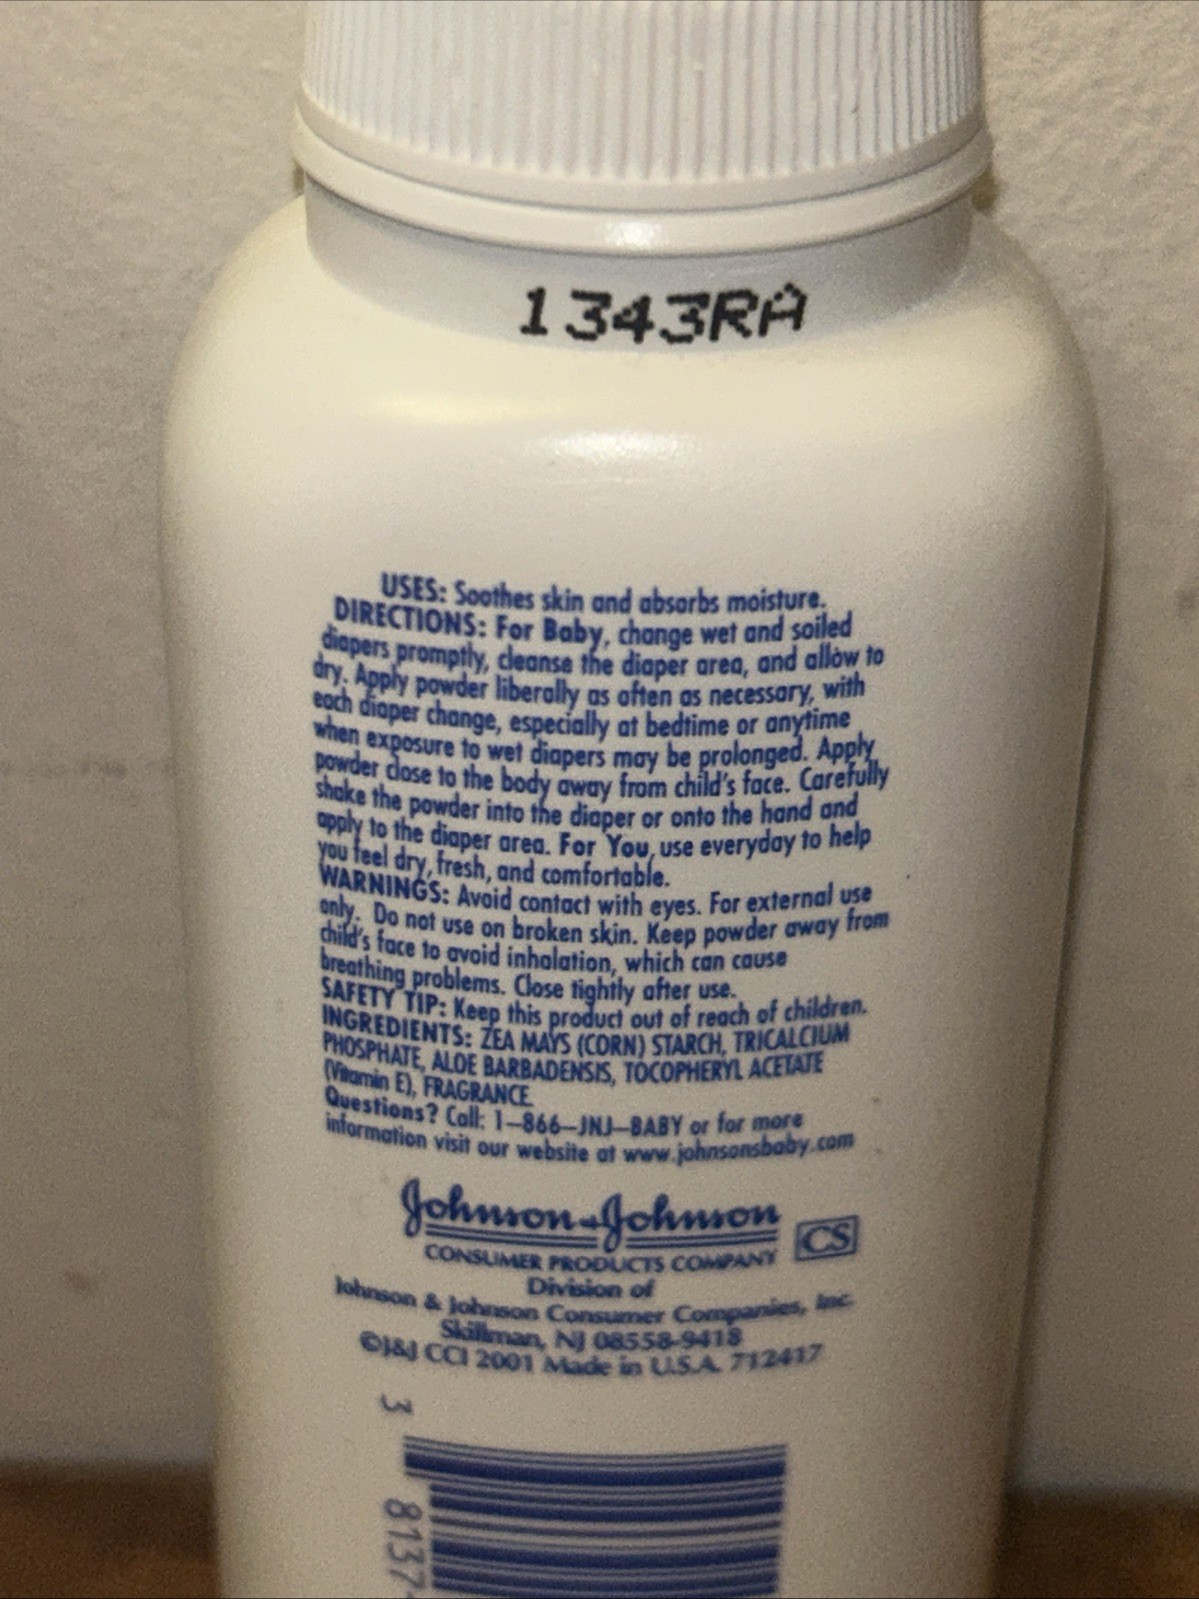 1343RA
USES: Soothes skin and absorbs moisture.
DIRECTIONS: For Baby, change wet and soiled
diapers promptly, cleanse the diaper area, and allow to
dry. Apply powder liberally as often as necessary, with
each diaper change, especially at bedtime or anytime
when exposure to wet diapers may be prolonged. Apply
powder close to the body away from child's face. Carefully
shake the powder into the diaper or onto the hand and
apply to the diaper area. For You, use everyday to help
you feel dry, fresh, and comfortable.
WARNINGS: Avoid contact with eyes. For external use
only. Do not use on broken skin. Keep powder away from
child's face to avoid inhalation, which can cause
breathing problems. Close tightly after use.
SAFETY TIP: Keep this product out of reach of children.
INGREDIENTS: ZEA MAYS (CORN) STARCH, TRICALCIUM
PHOSPHATE, ALOE BARBADENSIS, TOCOPHERYL ACETATE
(Vitamin E), FRAGRANCE
Questions? Call: 1–866–JNJ–BABY or for more
information visit our website at www.johnsonsbaby.com
Johnson & Johnson CS
CONSUMER PRODUCTS COMPANY
Division of
Johnson & Johnson Consumer Companies, Inc.
Skillman, NJ 08558-9418
©J&J CCI 2001 Made in U.S.A. 712417
3
8137